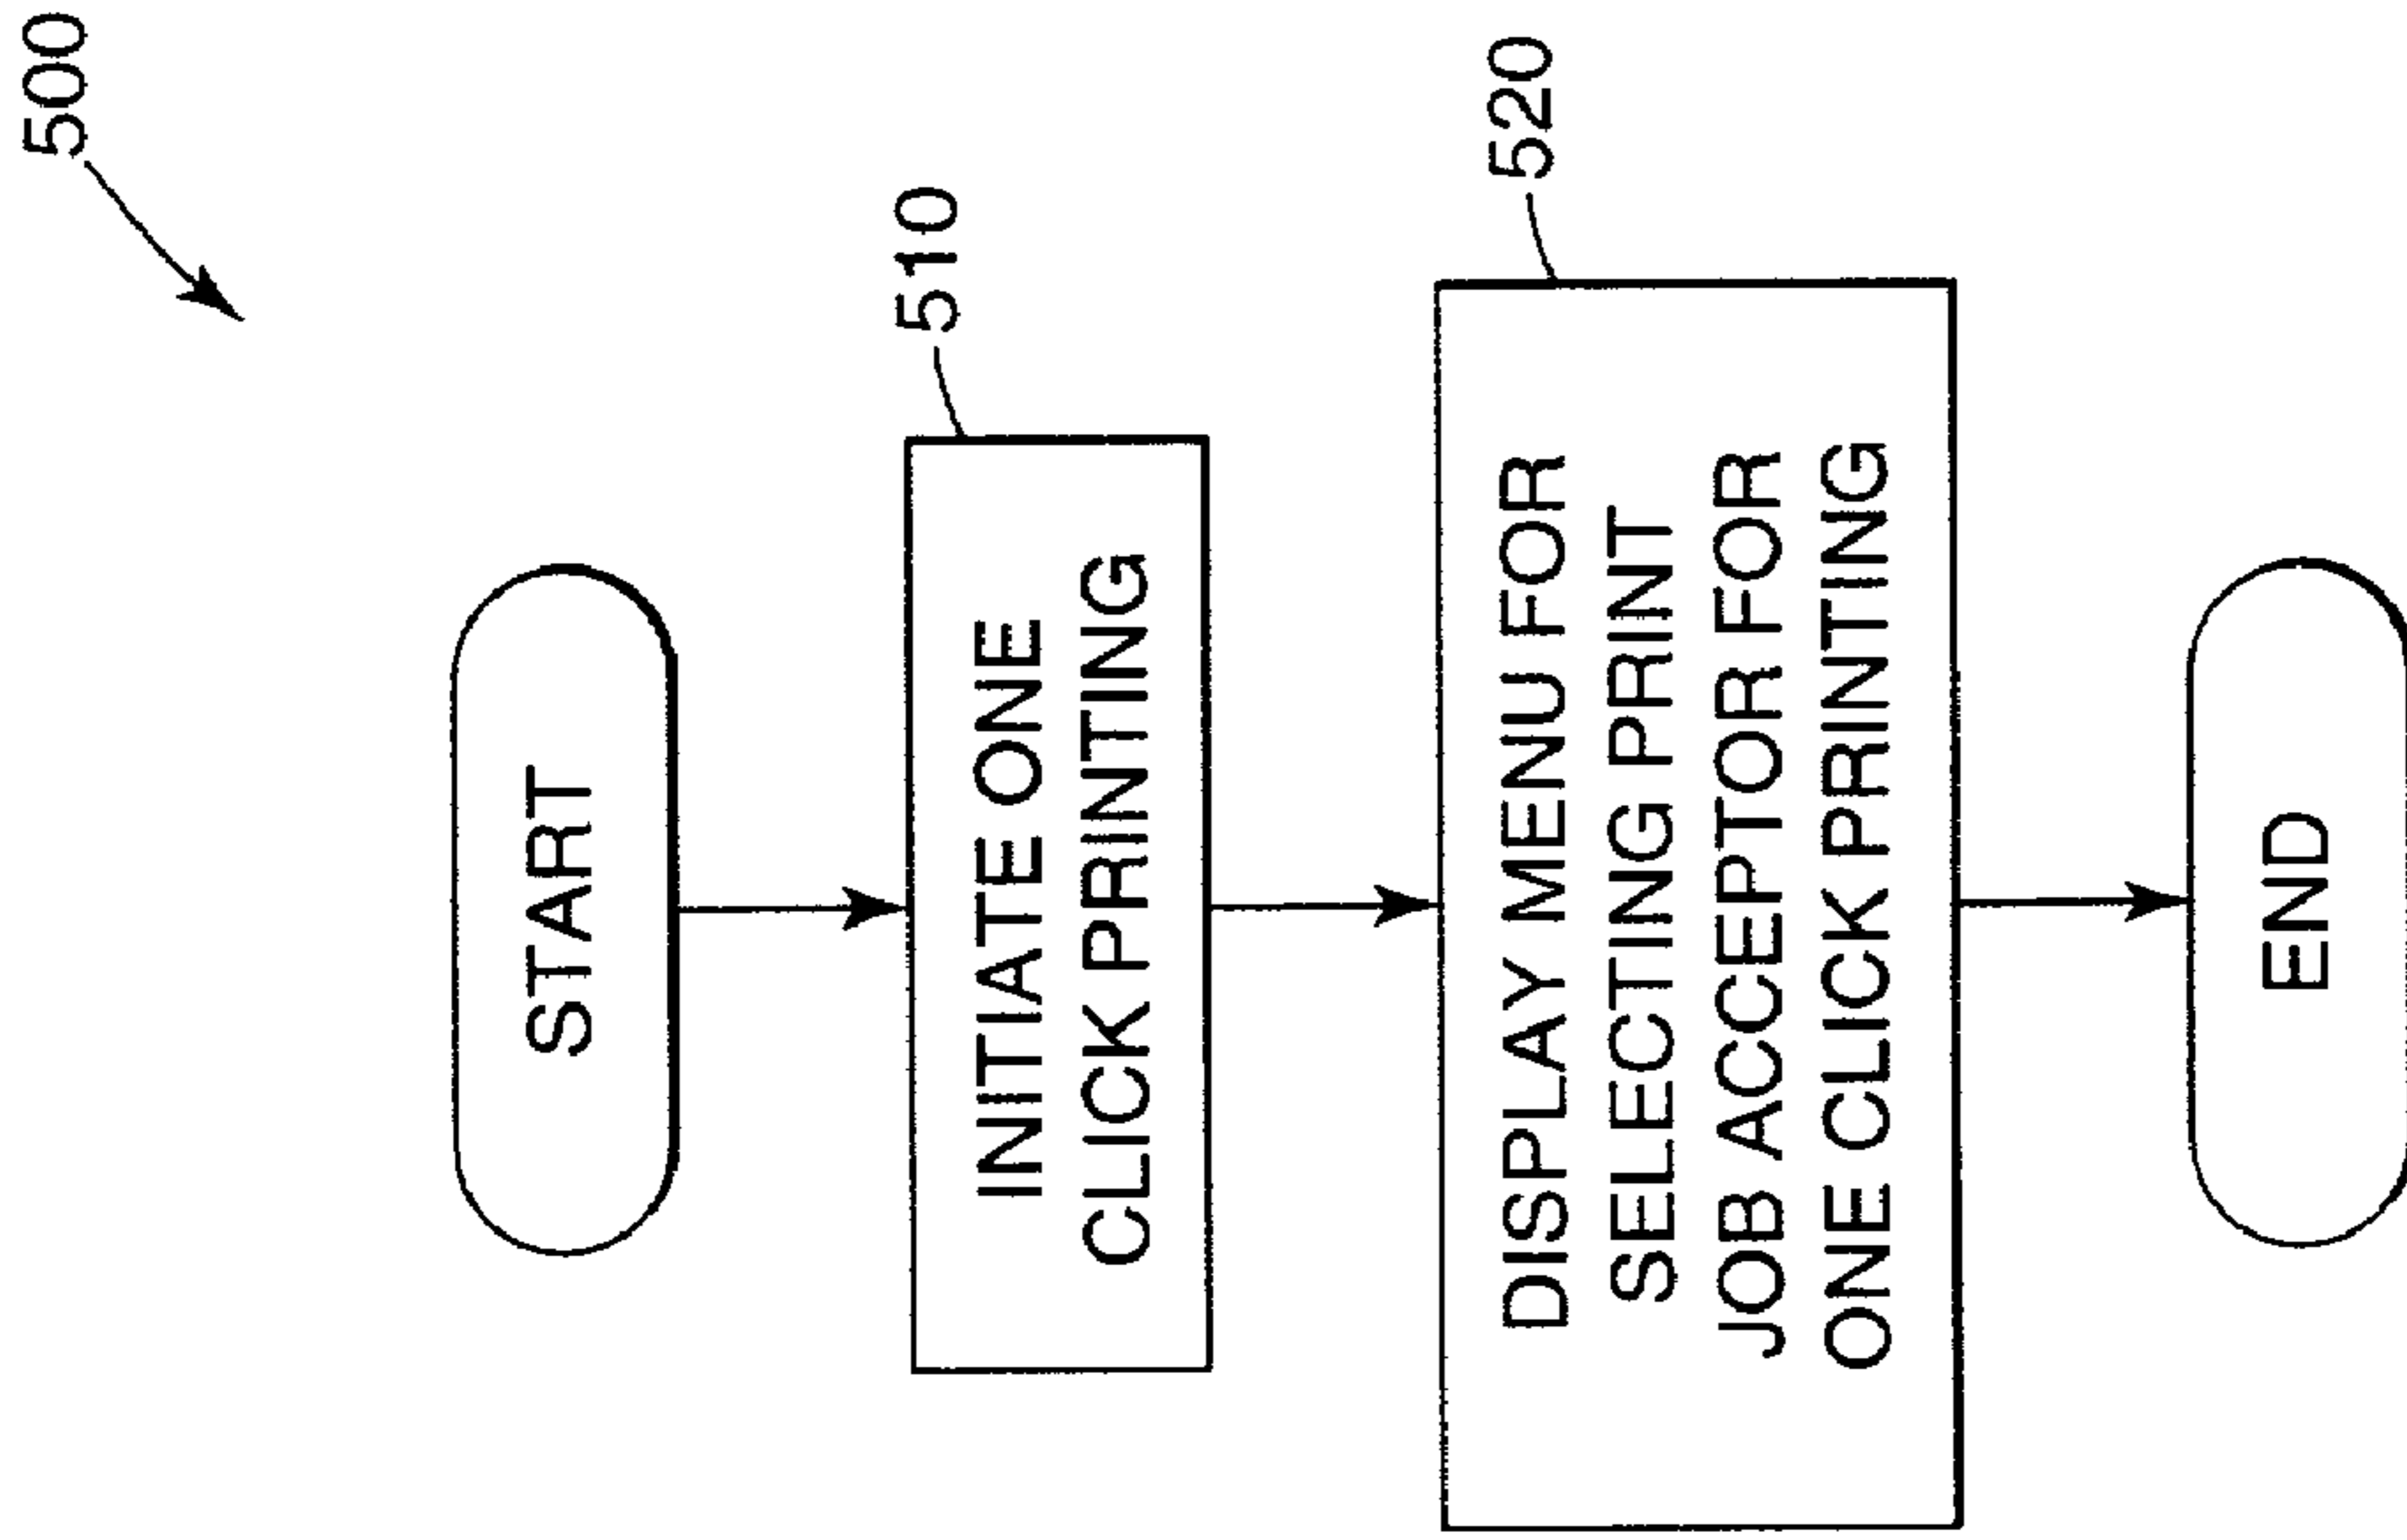 500
START
510
INITIATE ONE
CLICK PRINTING
520
DISPLAY MENU FOR
SELECTING PRINT
JOB ACCEPTOR FOR
ONE CLICK PRINTING
END